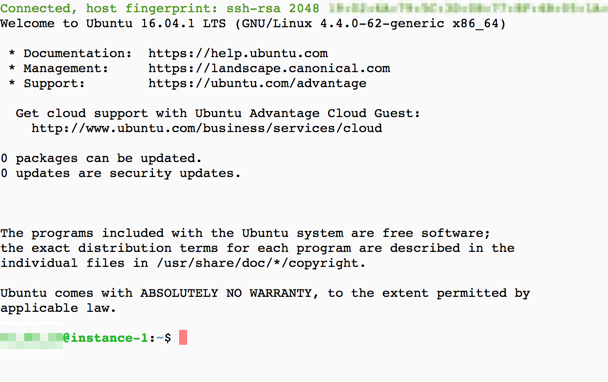 Connected, host fingerprint: ssh-rsa 2048
Welcome to Ubuntu 16.04.1 LTS (GNU/Linux 4.4.0-62-generic x86_64)
* Documentation: https://help.ubuntu.com
* Management: https://landscape.canonical.com
* Support: https://ubuntu.com/advantage
Get cloud support with Ubuntu Advantage Cloud Guest:
http://www.ubuntu.com/business/services/cloud
0 packages can be updated.
0 updates are security updates.
The programs included with the Ubuntu system are free software;
the exact distribution terms for each program are described in the
individual files in /usr/share/doc/*/copyright.
Ubuntu comes with ABSOLUTELY NO WARRANTY, to the extent permitted by
applicable law.
@instance-1:~$